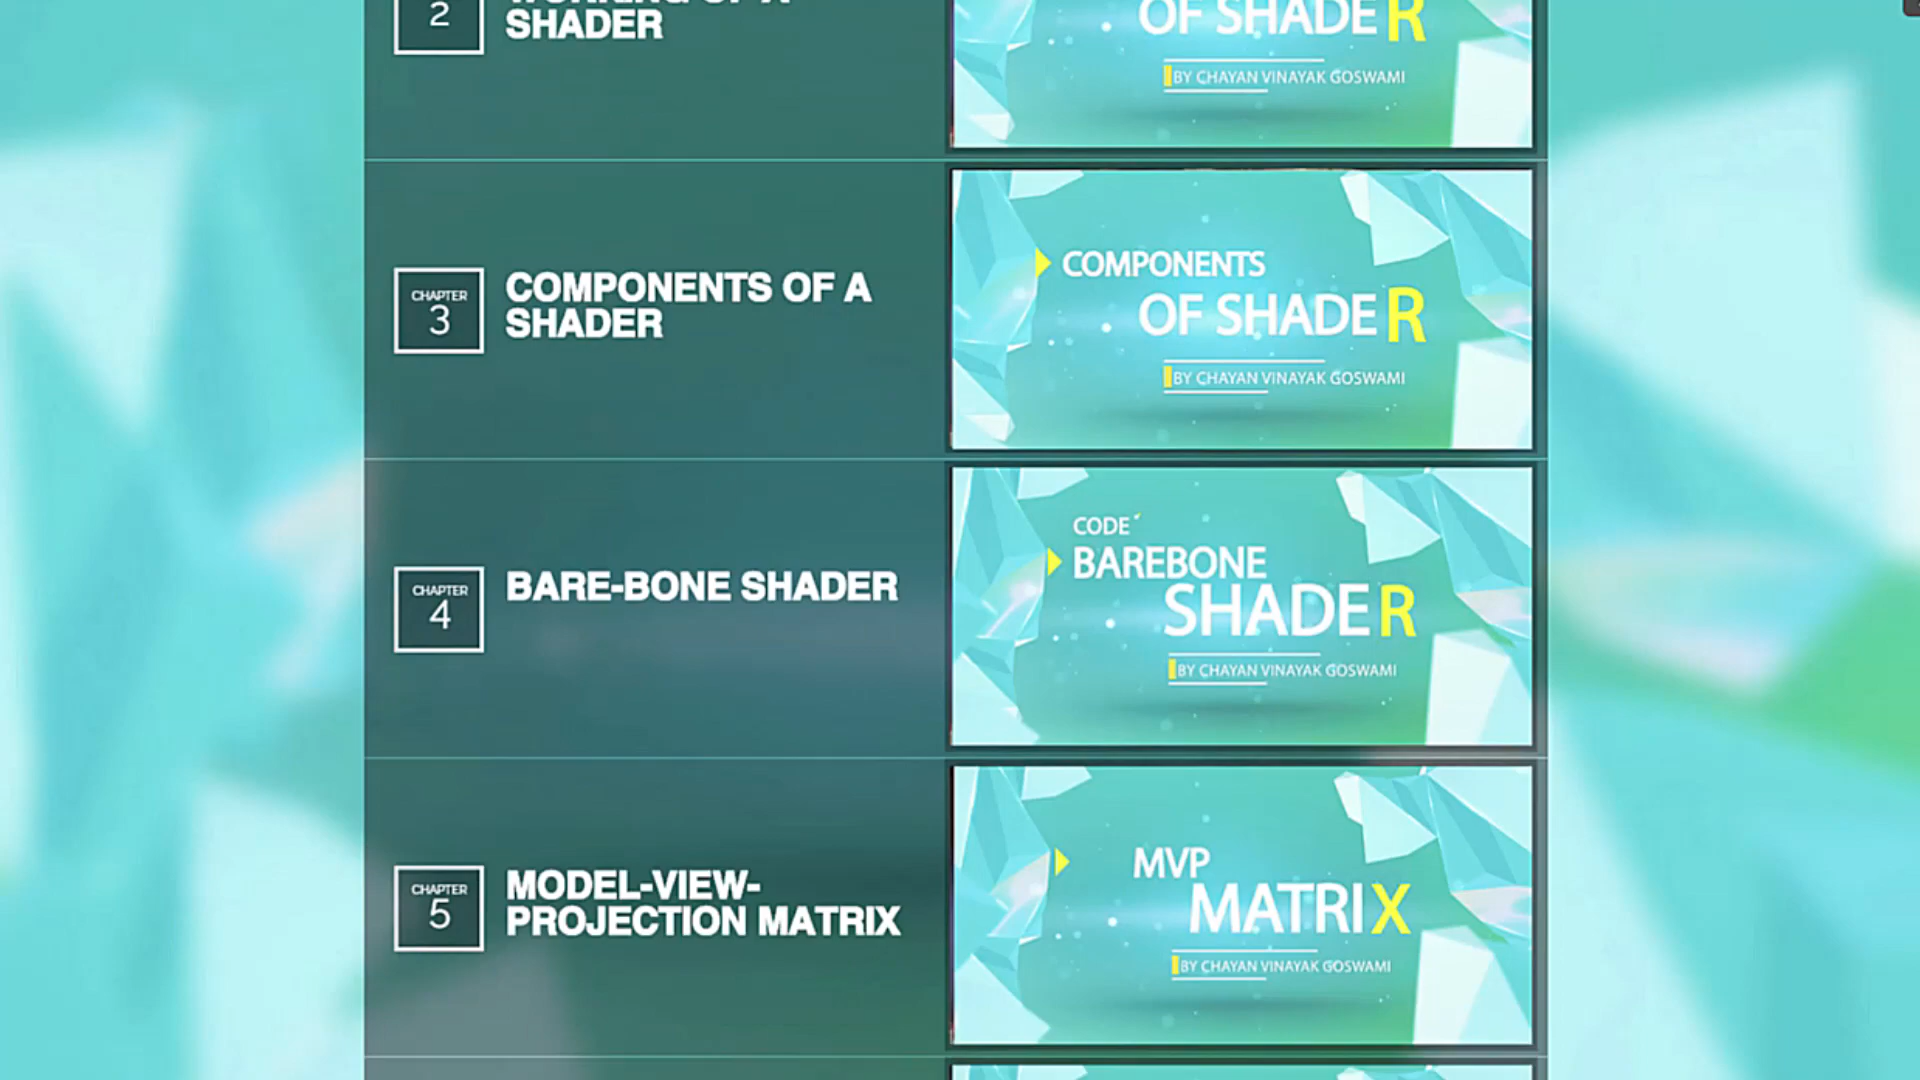 2
WORKING OF A
SHADER
OF SHADER
BY CHAYAN VINAYAK GOSWAMI
CHAPTER
3
COMPONENTS OF A
SHADER
COMPONENTS
OF SHADER
BY CHAYAN VINAYAK GOSWAMI
CHAPTER
4
BARE-BONE SHADER
CODE
BAREBONE
SHADER
BY CHAYAN VINAYAK GOSWAMI
CHAPTER
5
MODEL-VIEW-
PROJECTION MATRIX
MVP
MATRIX
BY CHAYAN VINAYAK GOSWAMI